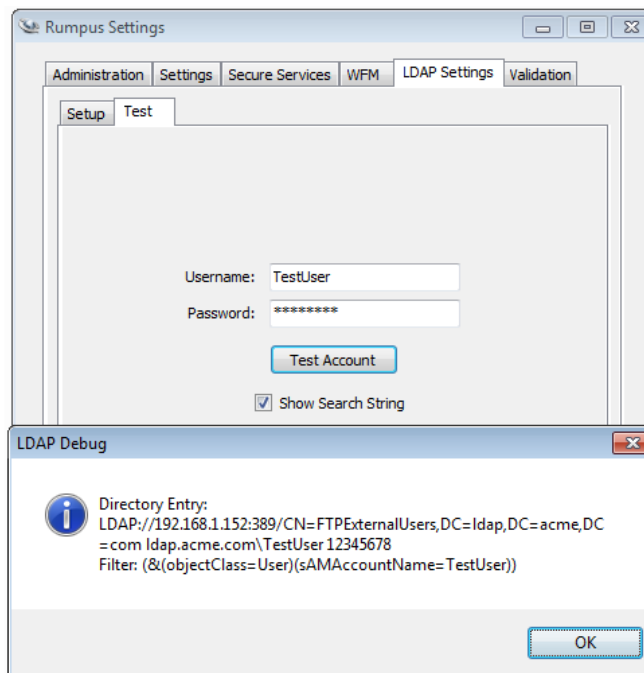 Rumpus Settings
Administration Settings Secure Services WFM LDAP Settings Validation
Setup Test
Username: TestUser
Password: ********
Test Account
Show Search String
LDAP Debug
Directory Entry:
LDAP://192.168.1.152:389/CN=FTPExternalUsers,DC=ldap,DC=acme,DC
=com ldap.acme.com\TestUser 12345678
Filter: (&(objectClass=User)(sAMAccountName=TestUser))
OK